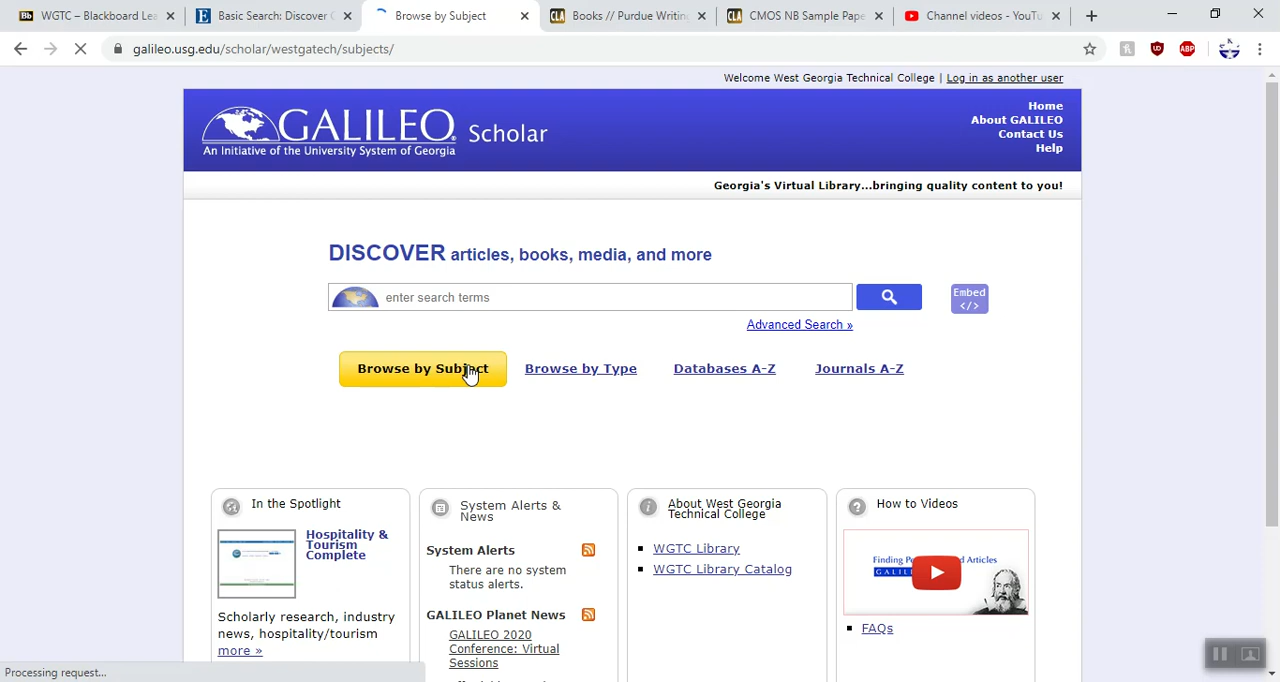 WGTC – Blackboard Lea
Basic Search: Discover
Browse by Subject
Books // Purdue Writing
CMOS NB Sample Pape
Channel videos - YouTu
galileo.usg.edu/scholar/westgatech/subjects/
Welcome West Georgia Technical College | Log in as another user
GALILEO Scholar
An Initiative of the University System of Georgia
Home
About GALILEO
Contact Us
Help
Georgia's Virtual Library...bringing quality content to you!
DISCOVER articles, books, media, and more
enter search terms
Embed
</>
Advanced Search »
Browse by Subject
Browse by Type
Databases A-Z
Journals A-Z
In the Spotlight
Hospitality &
Tourism
Complete
Scholarly research, industry
news, hospitality/tourism
more »
System Alerts &
News
System Alerts
There are no system
status alerts.
GALILEO Planet News
GALILEO 2020
Conference: Virtual
Sessions
About West Georgia
Technical College
WGTC Library
WGTC Library Catalog
How to Videos
FAQs
Processing request...